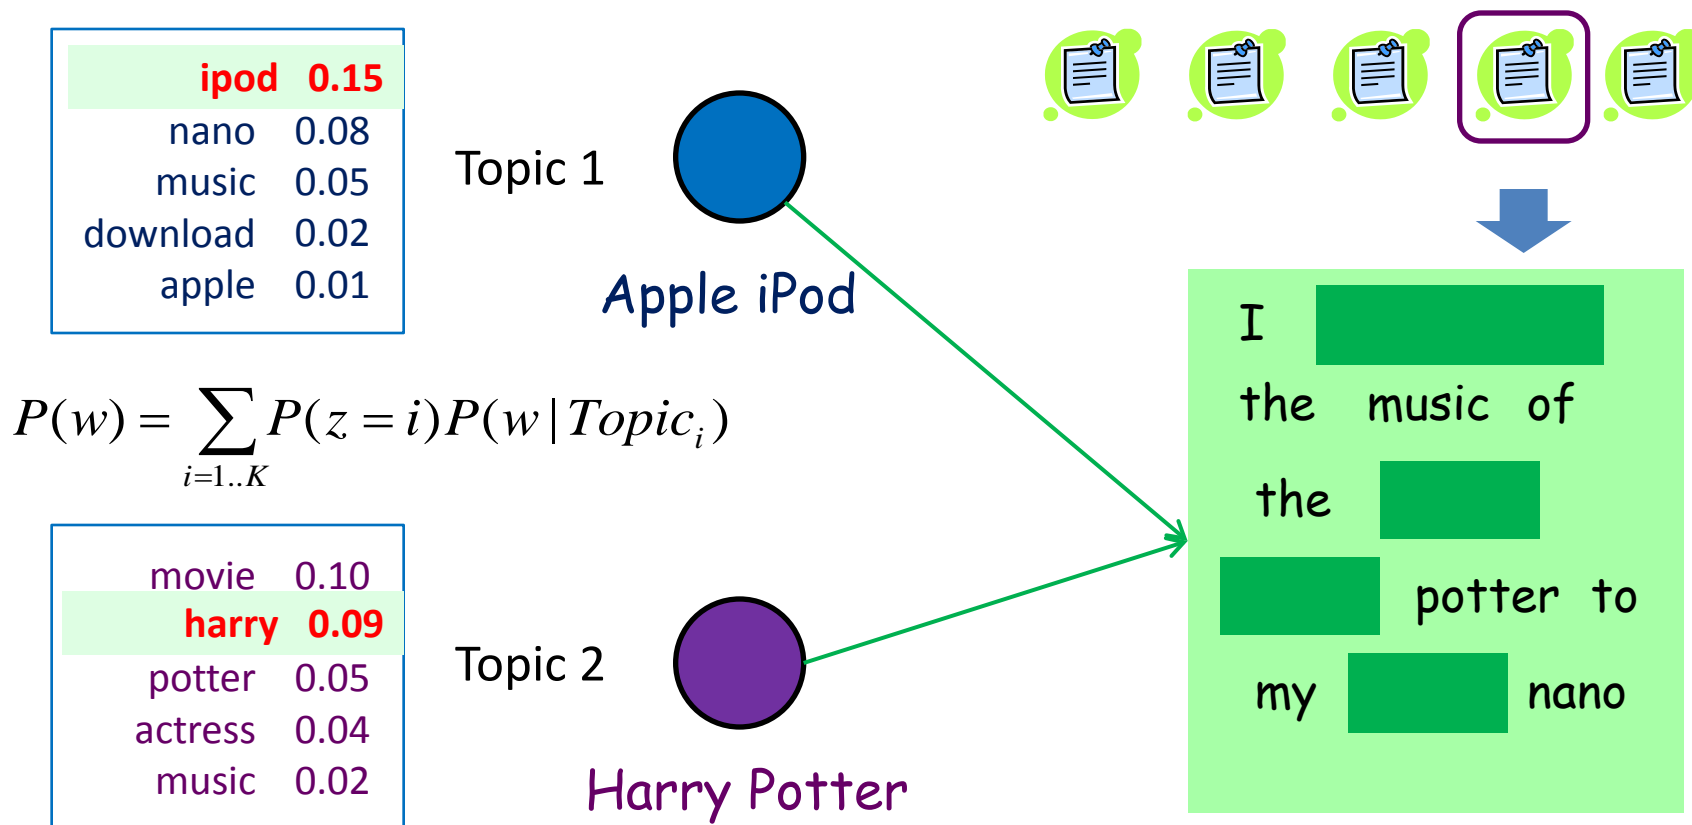 ipod 0.15
nano 0.08
music 0.05
download 0.02
apple 0.01
Topic 1
Apple iPod
P(w) = ∑ P(z = i)P(w | Topic_i)
i=1..K
movie 0.10
harry 0.09
potter 0.05
actress 0.04
music 0.02
Topic 2
Harry Potter
I
the music of
the
potter to
my nano